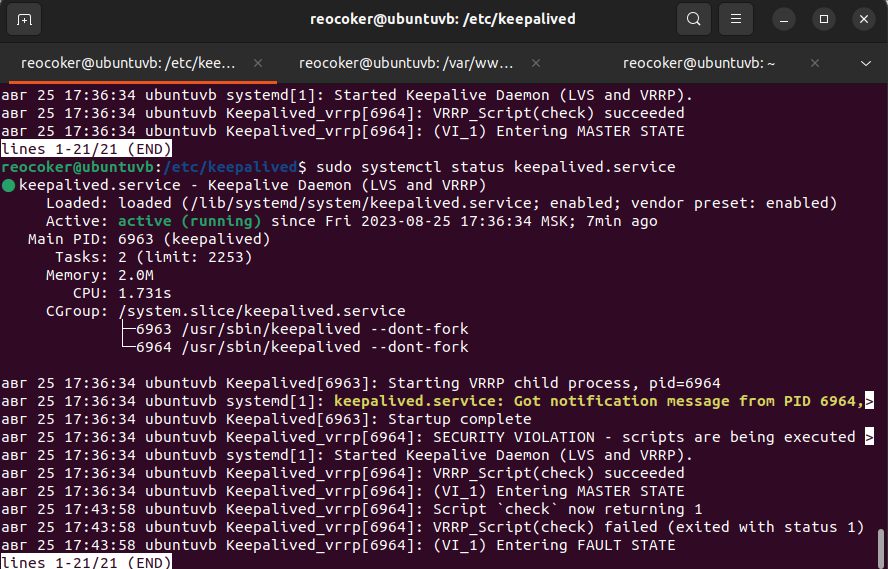 reocoker@ubuntuvb: /etc/keepalived
reocoker@ubuntuvb: /etc/kee…
reocoker@ubuntuvb: /var/ww…
reocoker@ubuntuvb: ~
авг 25 17:36:34 ubuntuvb systemd[1]: Started Keepalive Daemon (LVS and VRRP).
авг 25 17:36:34 ubuntuvb Keepalived_vrrp[6964]: VRRP_Script(check) succeeded
авг 25 17:36:34 ubuntuvb Keepalived_vrrp[6964]: (VI_1) Entering MASTER STATE
lines 1-21/21 (END)
reocoker@ubuntuvb:/etc/keepalived$ sudo systemctl status keepalived.service
● keepalived.service - Keepalive Daemon (LVS and VRRP)
Loaded: loaded (/lib/systemd/system/keepalived.service; enabled; vendor preset: enabled)
Active: active (running) since Fri 2023-08-25 17:36:34 MSK; 7min ago
Main PID: 6963 (keepalived)
Tasks: 2 (limit: 2253)
Memory: 2.0M
CPU: 1.731s
CGroup: /system.slice/keepalived.service
├─6963 /usr/sbin/keepalived --dont-fork
└─6964 /usr/sbin/keepalived --dont-fork
авг 25 17:36:34 ubuntuvb Keepalived[6963]: Starting VRRP child process, pid=6964
авг 25 17:36:34 ubuntuvb systemd[1]: keepalived.service: Got notification message from PID 6964,>
авг 25 17:36:34 ubuntuvb Keepalived[6963]: Startup complete
авг 25 17:36:34 ubuntuvb Keepalived_vrrp[6964]: SECURITY VIOLATION - scripts are being executed >
авг 25 17:36:34 ubuntuvb systemd[1]: Started Keepalive Daemon (LVS and VRRP).
авг 25 17:36:34 ubuntuvb Keepalived_vrrp[6964]: VRRP_Script(check) succeeded
авг 25 17:36:34 ubuntuvb Keepalived_vrrp[6964]: (VI_1) Entering MASTER STATE
авг 25 17:43:58 ubuntuvb Keepalived_vrrp[6964]: Script `check` now returning 1
авг 25 17:43:58 ubuntuvb Keepalived_vrrp[6964]: VRRP_Script(check) failed (exited with status 1)
авг 25 17:43:58 ubuntuvb Keepalived_vrrp[6964]: (VI_1) Entering FAULT STATE
lines 1-21/21 (END)